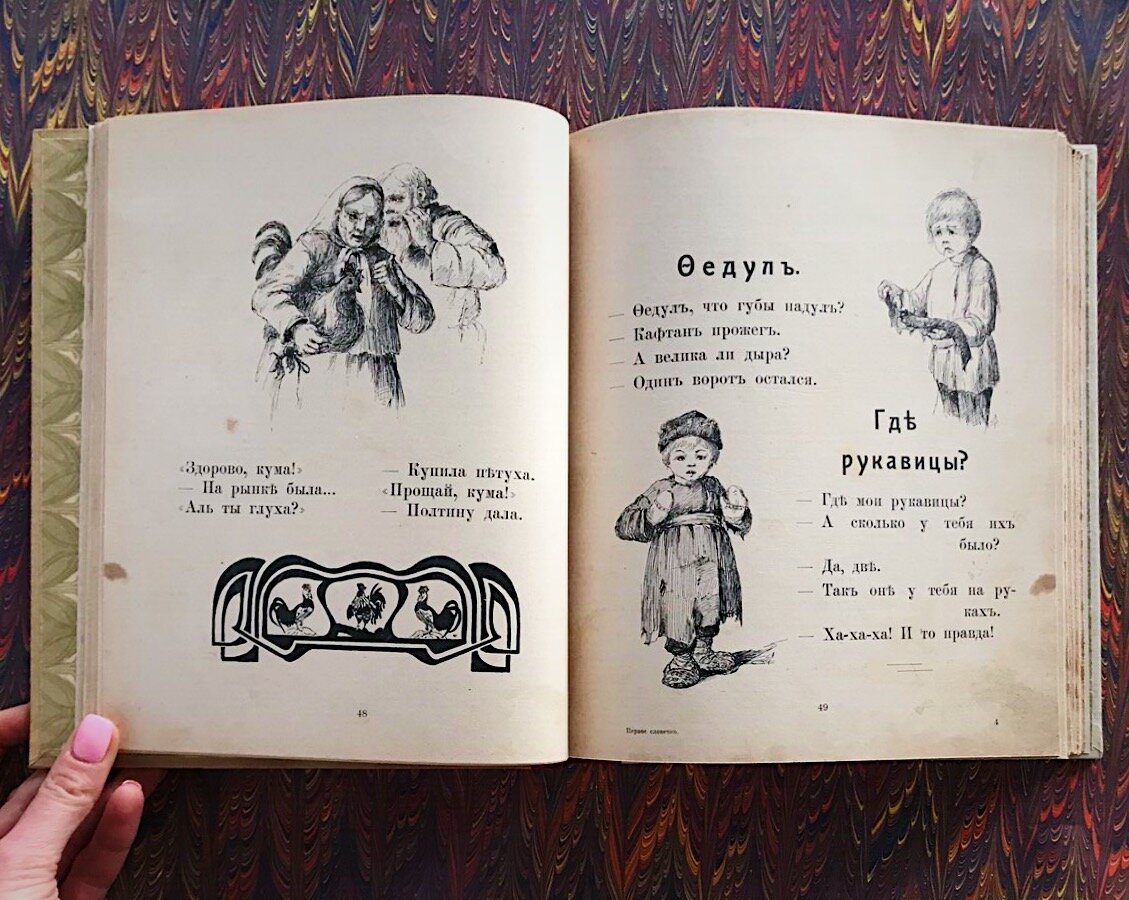 «Здорово, кума!»
— На рынкѣ была...
«Аль ты глуха?»
— Купила пѣтуха.
«Прощай, кума!»
— Полтину дала.
48
Ѳедулъ.
— Ѳедулъ, что губы надулъ?
— Кафтанъ прожегъ.
— А велика ли дыра?
— Одинъ воротъ остался.
Гдѣ
рукавицы?
— Гдѣ мои рукавицы?
— А сколько у тебя ихъ
было?
— Да, двѣ.
— Такъ онѣ у тебя на ру-
кахъ.
— Ха-ха-ха! И то правда!
49
Первое словечко.
4